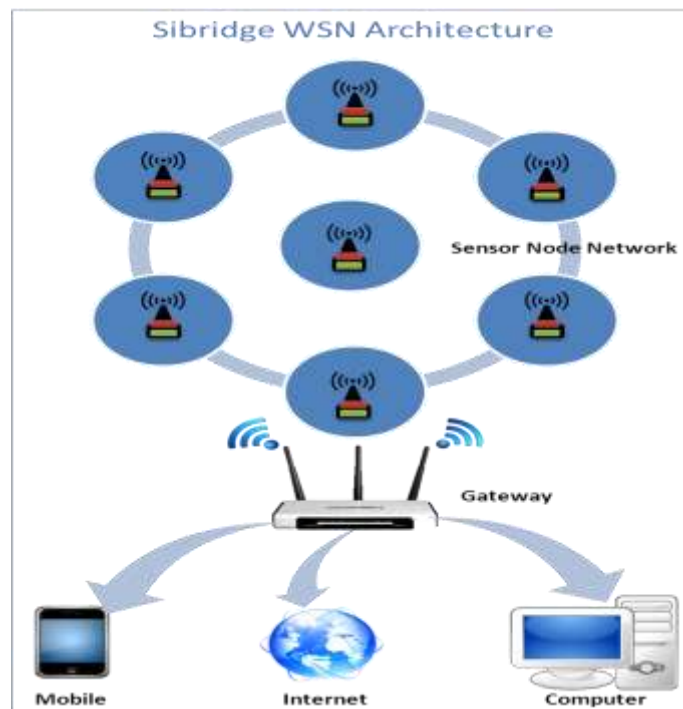 Sibridge WSN Architecture
Sensor Node Network
Gateway
Mobile
Internet
Computer